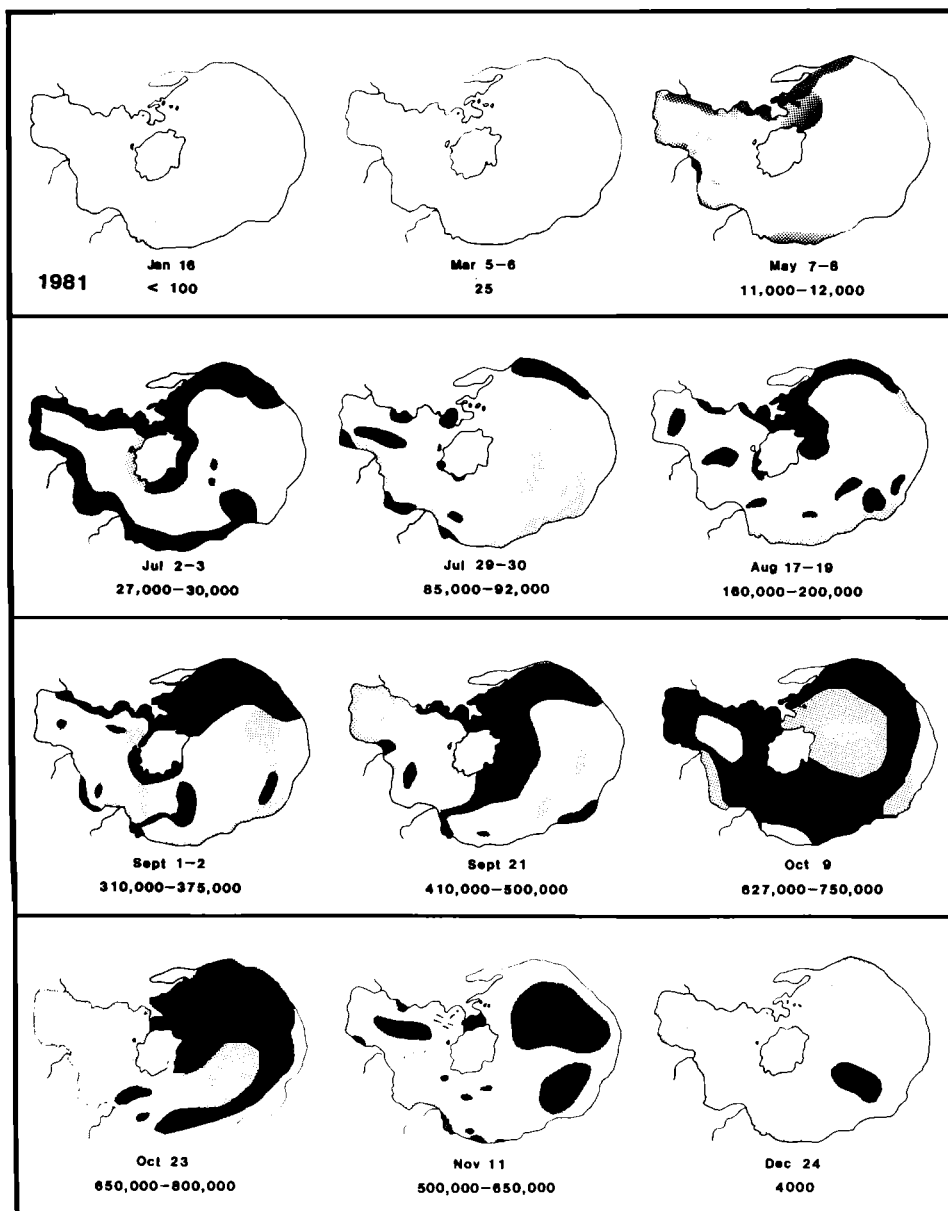 1981
Jan 16
< 100
Mar 5-6
25
May 7-8
11,000-12,000
Jul 2-3
27,000-30,000
Jul 29-30
85,000-92,000
Aug 17-19
160,000-200,000
Sept 1-2
310,000-375,000
Sept 21
410,000-500,000
Oct 9
627,000-750,000
Oct 23
650,000-800,000
Nov 11
500,000-650,000
Dec 24
4000